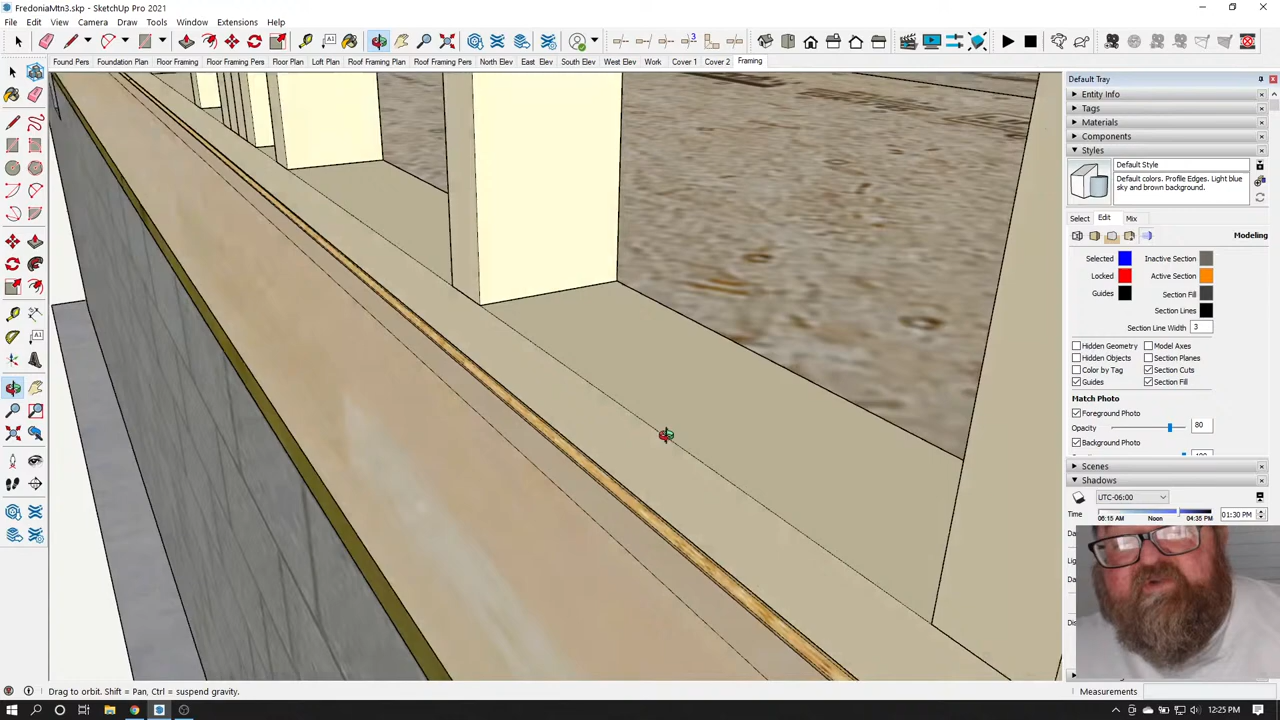 FredoniaMtn3.skp - SketchUp Pro 2021
File Edit View Camera Draw Tools Window Extensions Help
3
Found Pers Foundation Plan Floor Framing Floor Framing Pers Floor Plan Loft Plan Roof Framing Plan Roof Framing Pers North Elev East Elev South Elev West Elev Work Cover 1 Cover 2 Framing
Default Tray
Entity Info
Tags
Materials
Components
Styles
Default Style
Default colors. Profile Edges. Light blue
sky and brown background.
Select Edit Mix
Modeling
Selected Inactive Section
Locked Active Section
Guides Section Fill
Section Lines
Section Line Width 3
Hidden Geometry Model Axes
Hidden Objects Section Planes
Color by Tag Section Cuts
Guides Section Fill
Match Photo
Foreground Photo
Opacity 80
Background Photo
Scenes
Shadows
UTC-06:00
Time 06:15 AM Noon 04:35 PM 01:30 PM
Drag to orbit. Shift = Pan, Ctrl = suspend gravity.
Measurements
12:25 PM